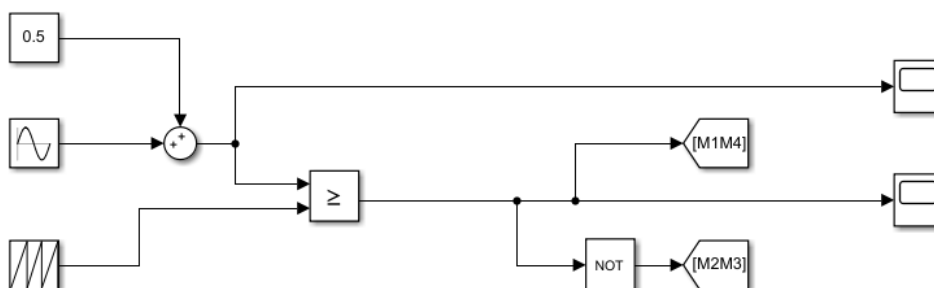 0.5
+
+
[M1M4]
≥
NOT
[M2M3]